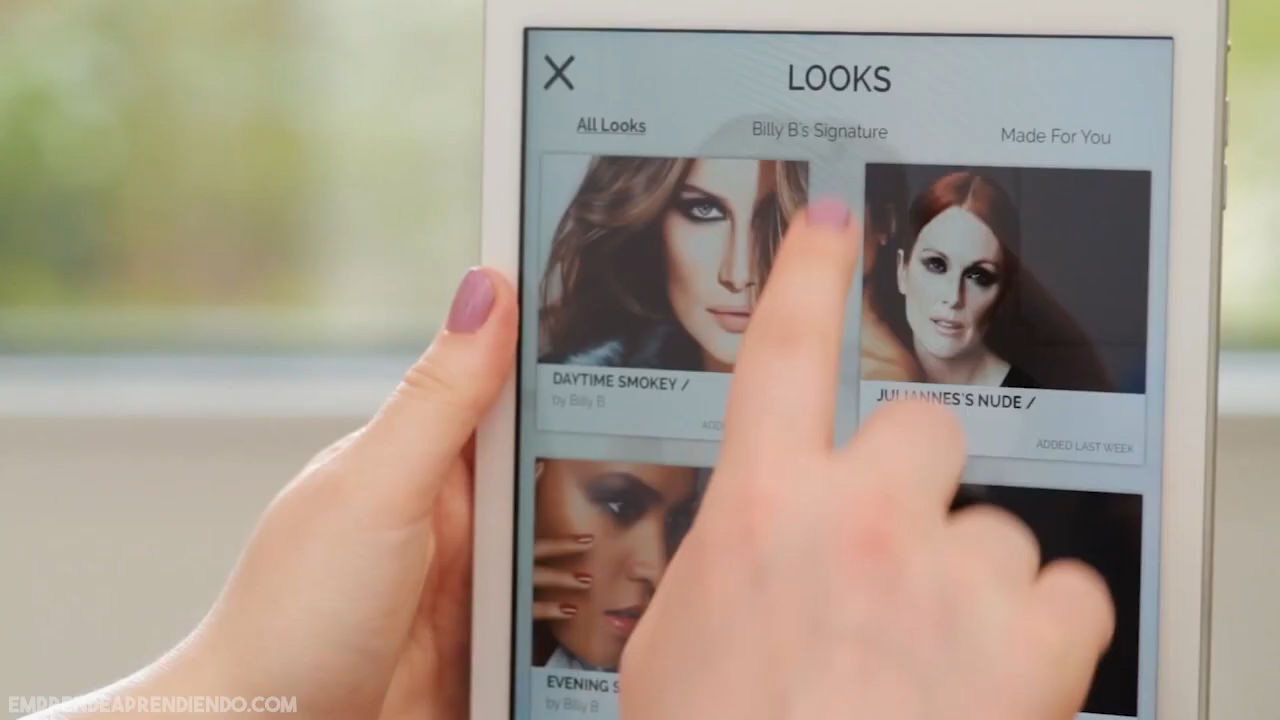 LOOKS
All Looks
Billy B's Signature
Made For You
DAYTIME SMOKEY /
by Billy B
JULIANNES'S NUDE /
ADDED LAST WEEK
EVENING
by Billy B
EMPRENDEAPRENDIENDO.COM